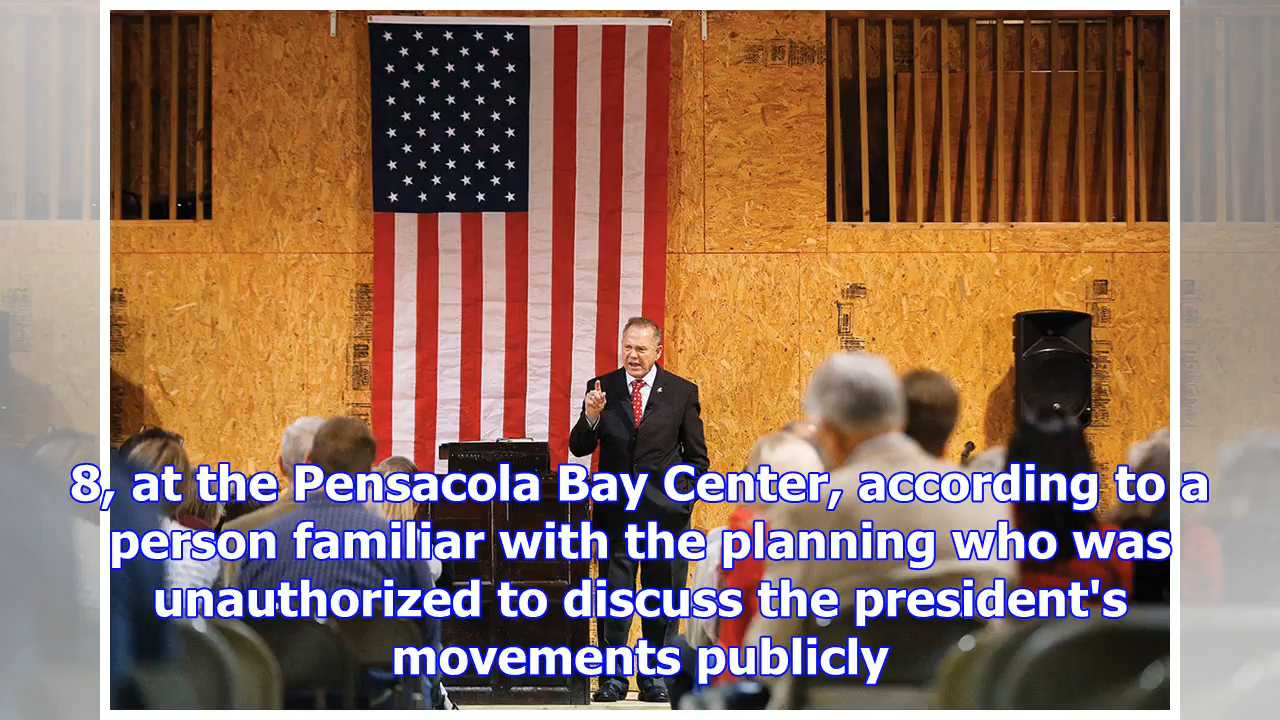 8, at the Pensacola Bay Center, according to a
person familiar with the planning who was
unauthorized to discuss the president's
movements publicly